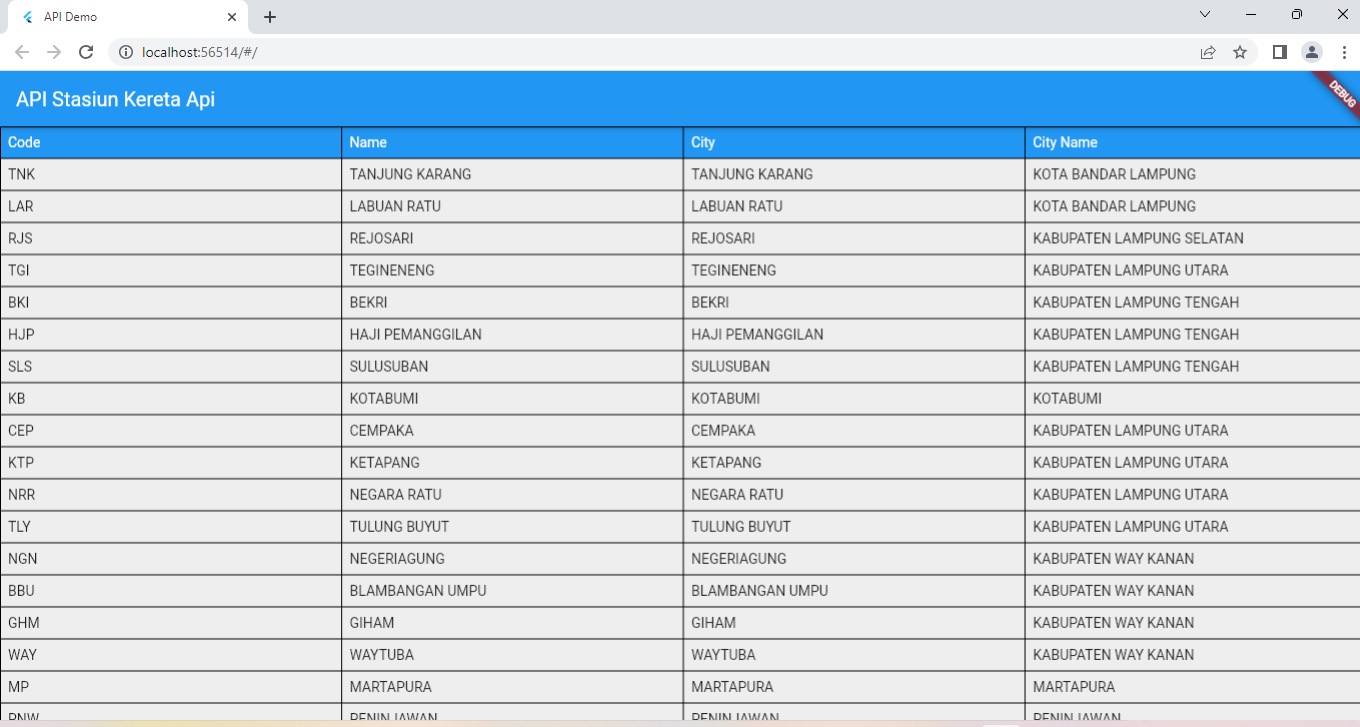 API Demo
localhost:56514/#/
API Stasiun Kereta Api
DEBUG
Code Name City City Name
TNK TANJUNG KARANG TANJUNG KARANG KOTA BANDAR LAMPUNG
LAR LABUAN RATU LABUAN RATU KOTA BANDAR LAMPUNG
RJS REJOSARI REJOSARI KABUPATEN LAMPUNG SELATAN
TGI TEGINENENG TEGINENENG KABUPATEN LAMPUNG UTARA
BKI BEKRI BEKRI KABUPATEN LAMPUNG TENGAH
HJP HAJI PEMANGGILAN HAJI PEMANGGILAN KABUPATEN LAMPUNG TENGAH
SLS SULUSUBAN SULUSUBAN KABUPATEN LAMPUNG TENGAH
KB KOTABUMI KOTABUMI KOTABUMI
CEP CEMPAKA CEMPAKA KABUPATEN LAMPUNG UTARA
KTP KETAPANG KETAPANG KABUPATEN LAMPUNG UTARA
NRR NEGARA RATU NEGARA RATU KABUPATEN LAMPUNG UTARA
TLY TULUNG BUYUT TULUNG BUYUT KABUPATEN LAMPUNG UTARA
NGN NEGERIAGUNG NEGERIAGUNG KABUPATEN WAY KANAN
BBU BLAMBANGAN UMPU BLAMBANGAN UMPU KABUPATEN WAY KANAN
GHM GIHAM GIHAM KABUPATEN WAY KANAN
WAY WAYTUBA WAYTUBA KABUPATEN WAY KANAN
MP MARTAPURA MARTAPURA MARTAPURA
PNW PENINJAWAN PENINJAWAN PENINJAWAN